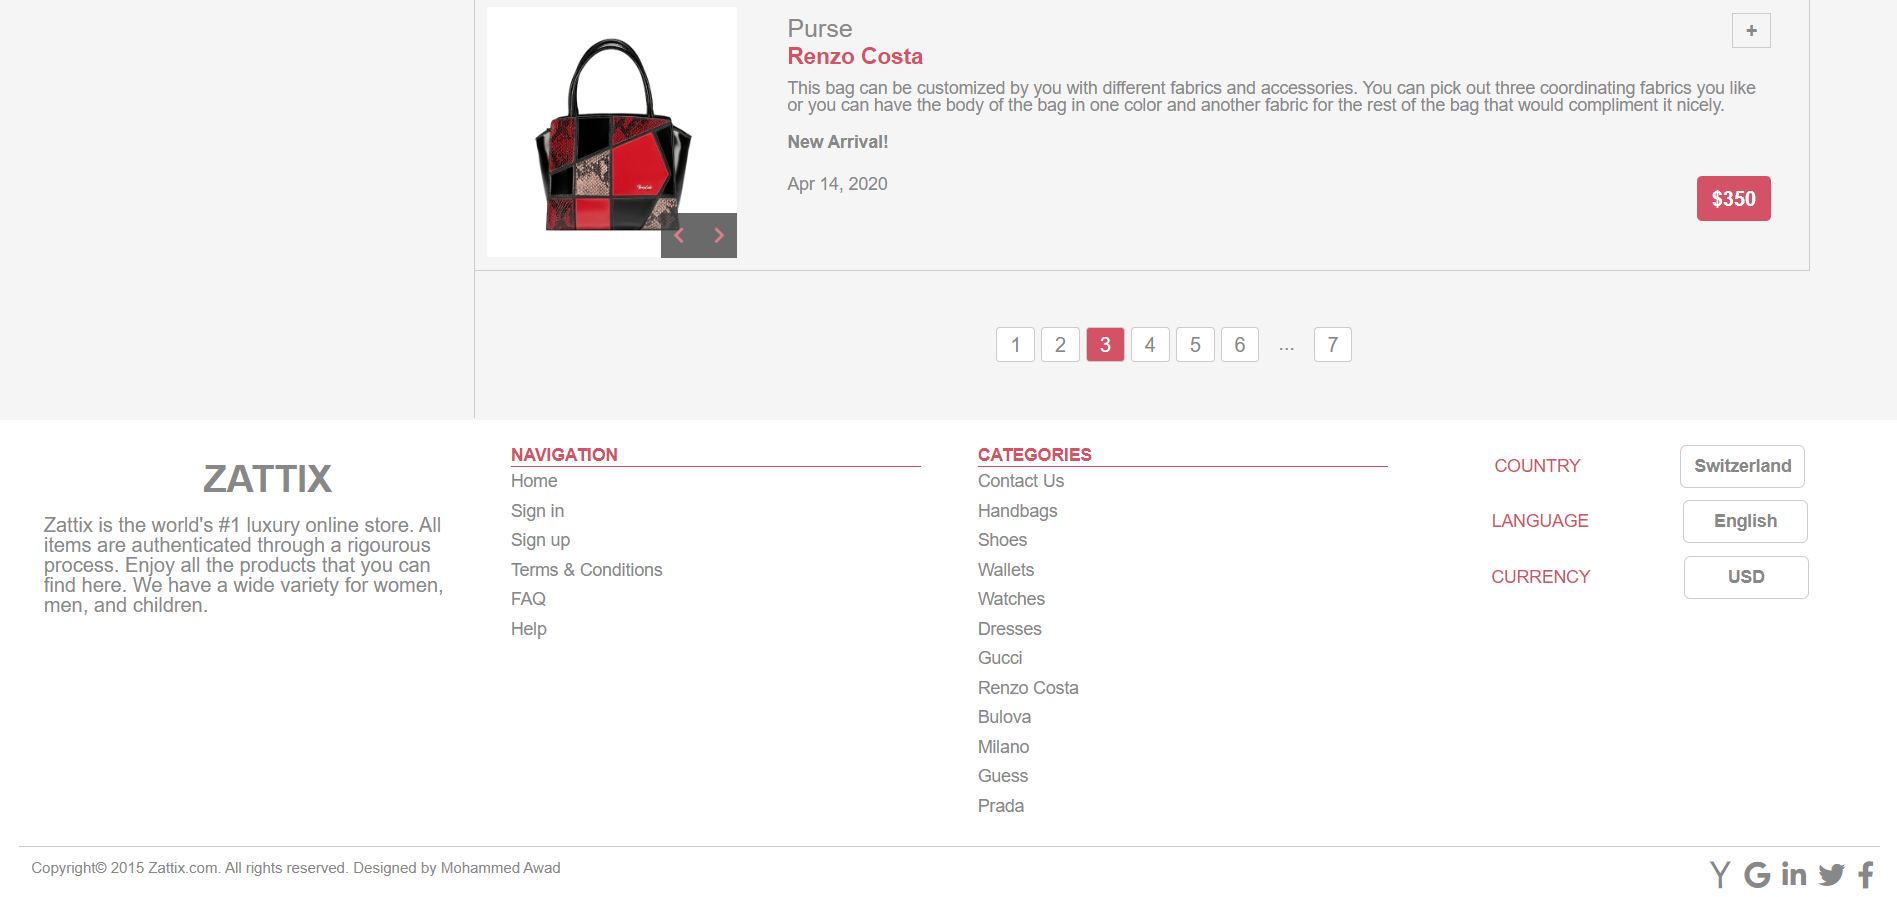 Purse
+
Renzo Costa
This bag can be customized by you with different fabrics and accessories. You can pick out three coordinating fabrics you like
or you can have the body of the bag in one color and another fabric for the rest of the bag that would compliment it nicely.
New Arrival!
Apr 14, 2020
$350
1 2 3 4 5 6 ... 7
ZATTIX
Zattix is the world's #1 luxury online store. All
items are authenticated through a rigourous
process. Enjoy all the products that you can
find here. We have a wide variety for women,
men, and children.
NAVIGATION
Home
Sign in
Sign up
Terms & Conditions
FAQ
Help
CATEGORIES
Contact Us
Handbags
Shoes
Wallets
Watches
Dresses
Gucci
Renzo Costa
Bulova
Milano
Guess
Prada
COUNTRY Switzerland
LANGUAGE English
CURRENCY USD
Copyright© 2015 Zattix.com. All rights reserved. Designed by Mohammed Awad